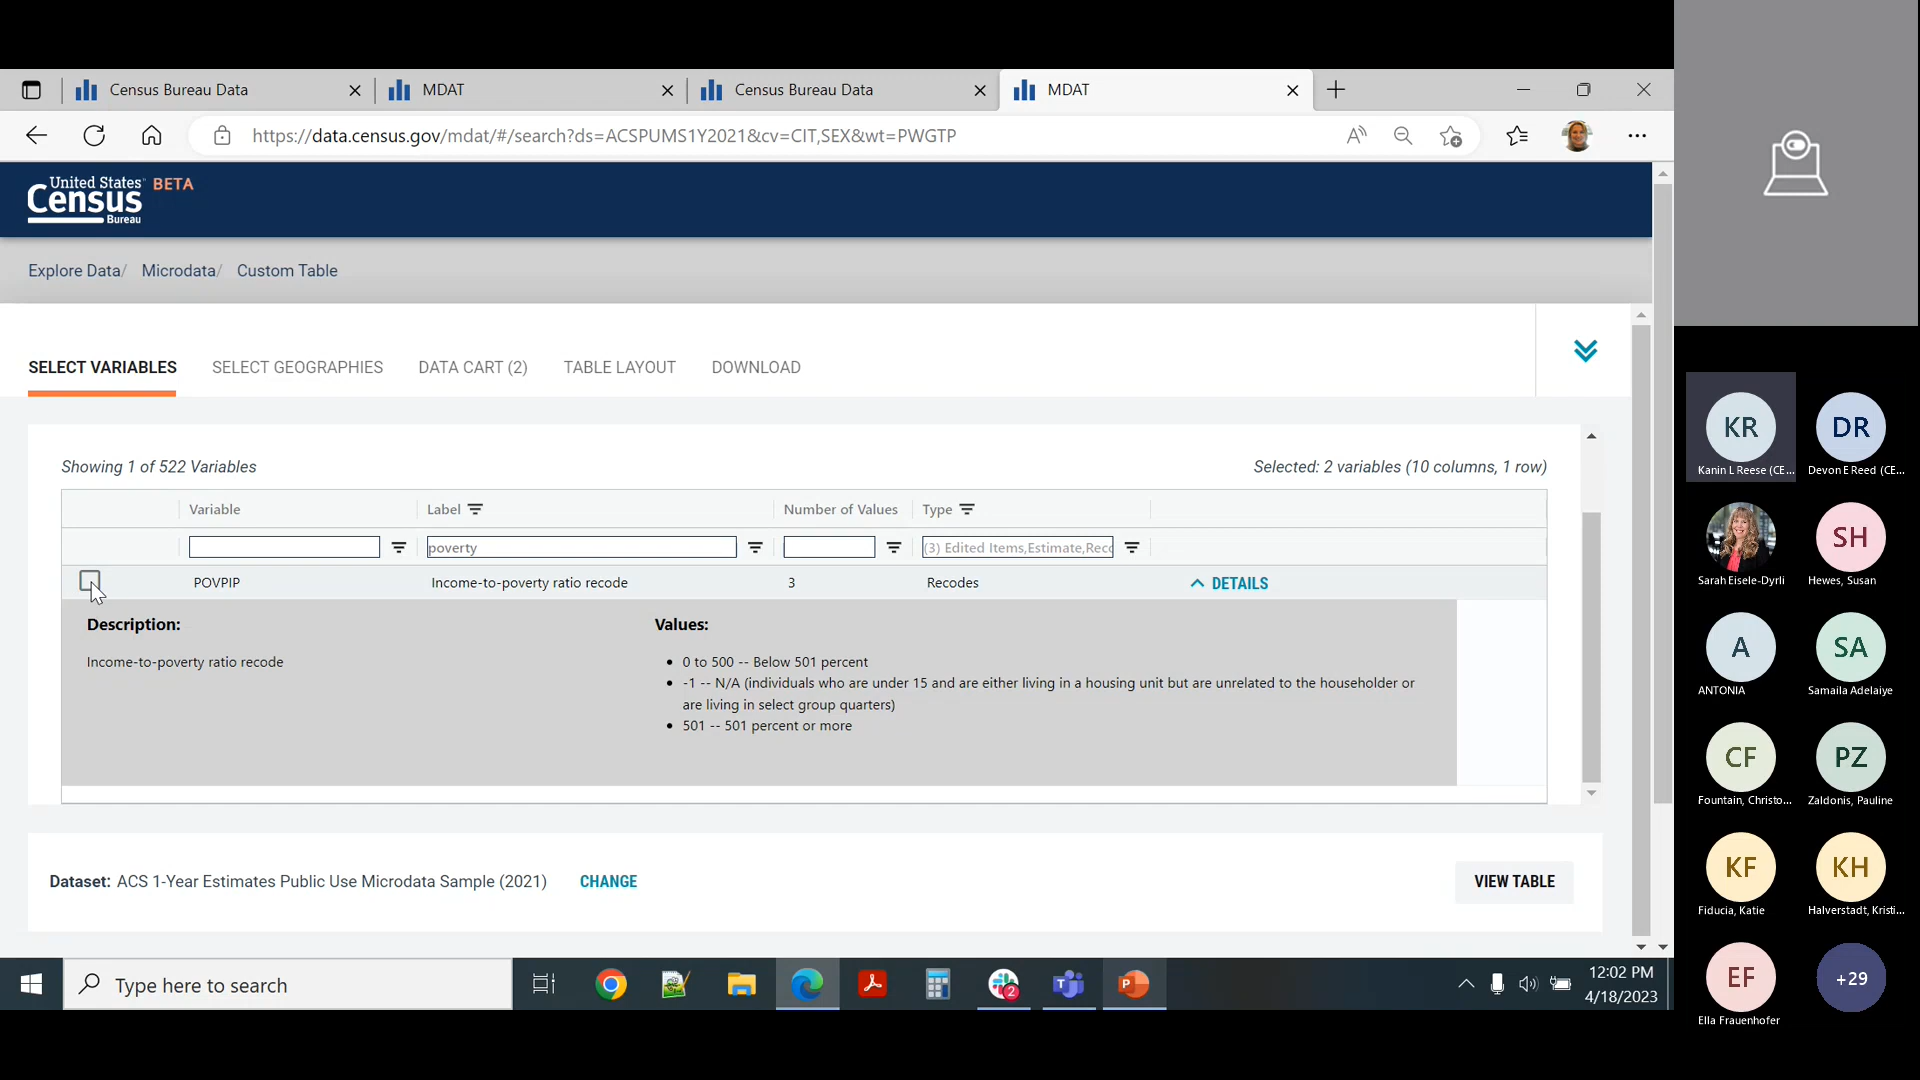 Census Bureau Data
MDAT
Census Bureau Data
MDAT
https://data.census.gov/mdat/#/search?ds=ACSPUMS1Y2021&cv=CIT,SEX&wt=PWGTP
United States
Census
Bureau
BETA
Explore Data/ Microdata/ Custom Table
SELECT VARIABLES
SELECT GEOGRAPHIES
DATA CART (2)
TABLE LAYOUT
DOWNLOAD
Showing 1 of 522 Variables
Selected: 2 variables (10 columns, 1 row)
Variable Label Number of Values Type
poverty (3) Edited Items,Estimate,Reco
POVPIP Income-to-poverty ratio recode 3 Recodes DETAILS
Description:
Income-to-poverty ratio recode
Values:
• 0 to 500 -- Below 501 percent
• -1 -- N/A (individuals who are under 15 and are either living in a housing unit but are unrelated to the householder or
are living in select group quarters)
• 501 -- 501 percent or more
Dataset: ACS 1-Year Estimates Public Use Microdata Sample (2021) CHANGE
VIEW TABLE
Type here to search
2
12:02 PM
4/18/2023
KR
Kanin L Reese (CE...
DR
Devon E Reed (CE...
Sarah Eisele-Dyrli
SH
Hewes, Susan
A
ANTONIA
SA
Samaila Adelaiye
CF
Fountain, Christo...
PZ
Zaldonis, Pauline
KF
Fiducia, Katie
KH
Halverstadt, Kristi...
EF
Ella Frauenhofer
+29